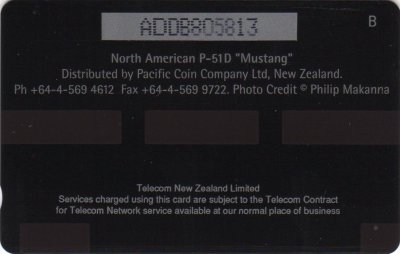 ADDB805813
B
North American P-51D "Mustang"
Distributed by Pacific Coin Company Ltd, New Zealand.
Ph +64-4-569 4612 Fax +64-4-569 9722. Photo Credit © Philip Makanna
Telecom New Zealand Limited
Services charged using this card are subject to the Telecom Contract
for Telecom Network service available at our normal place of business